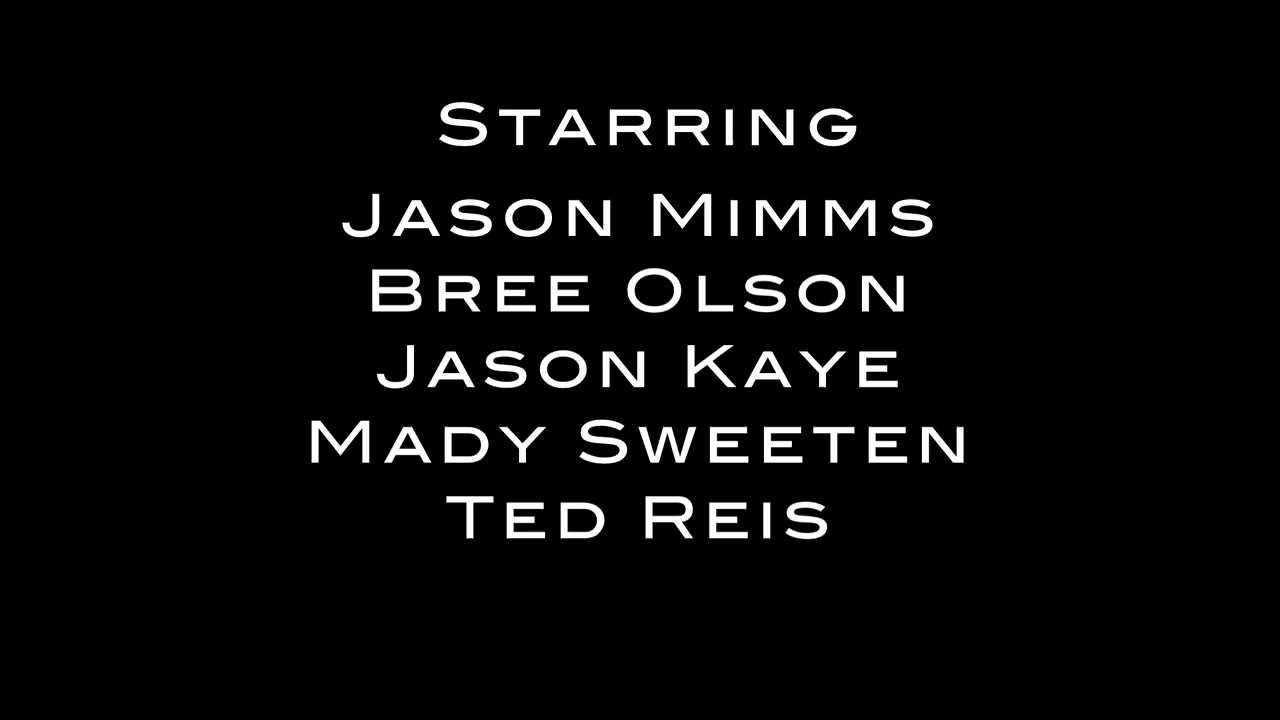 Starring
Jason Mimms
Bree Olson
Jason Kaye
Mady Sweeten
Ted Reis